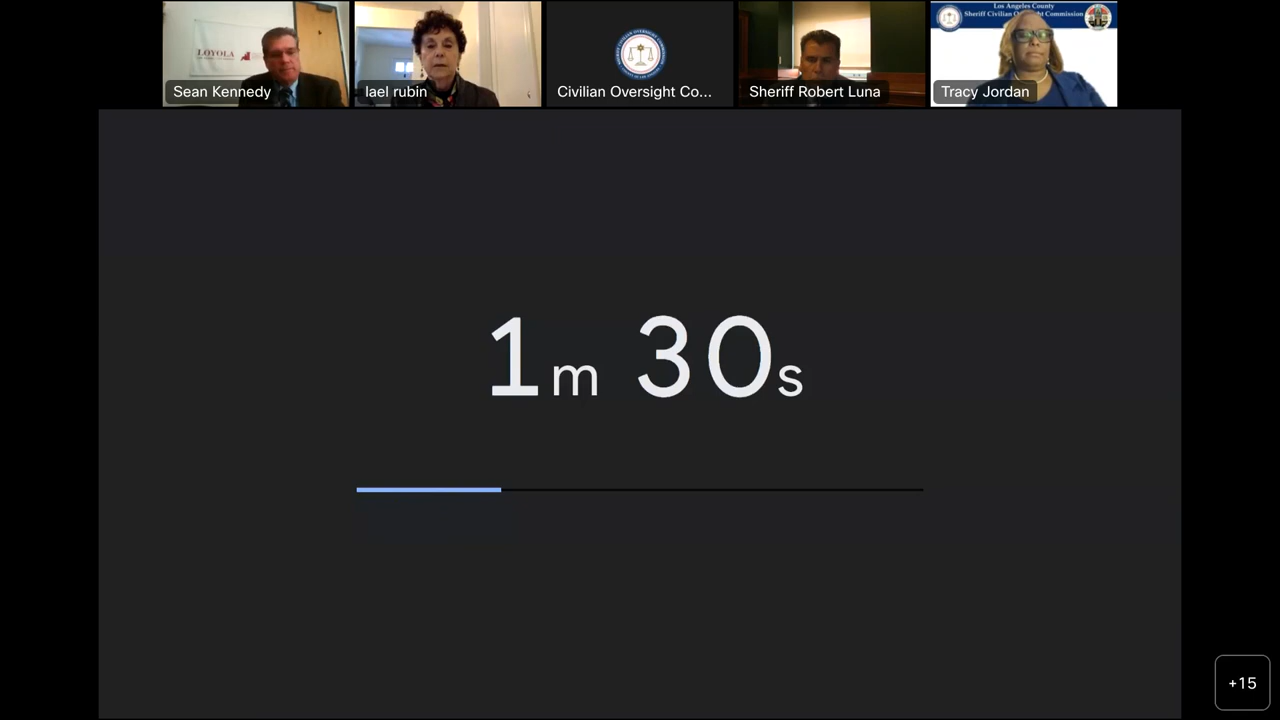 LOYOLA
Los Angeles County
Sheriff Civilian Oversight Commission
Sean Kennedy
lael rubin
Civilian Oversight Co...
Sheriff Robert Luna
Tracy Jordan
1m 30s
+15